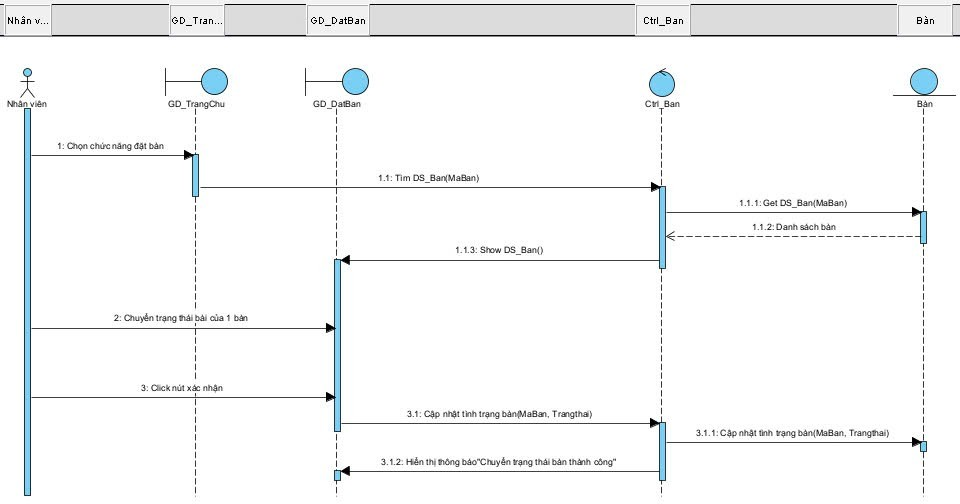 Nhân v...
GD_Tran...
GD_DatBan
Ctrl_Ban
Bàn
Nhân viên
GD_TrangChu
GD_DatBan
Ctrl_Ban
Bàn
1: Chọn chức năng đặt bàn
1.1: Tìm DS_Ban(MaBan)
1.1.1: Get DS_Ban(MaBan)
1.1.2: Danh sách bàn
1.1.3: Show DS_Ban()
2: Chuyển trạng thái bài của 1 bàn
3: Click nút xác nhận
3.1: Cập nhật tình trạng bàn(MaBan, Trangthai)
3.1.1: Cập nhật tình trạng bàn(MaBan, Trangthai)
3.1.2: Hiển thị thông báo"Chuyển trạng thái bàn thành công"